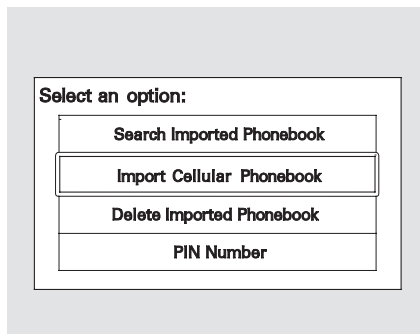 Select an option:
Search Imported Phonebook
Import Cellular Phonebook
Delete Imported Phonebook
PIN Number